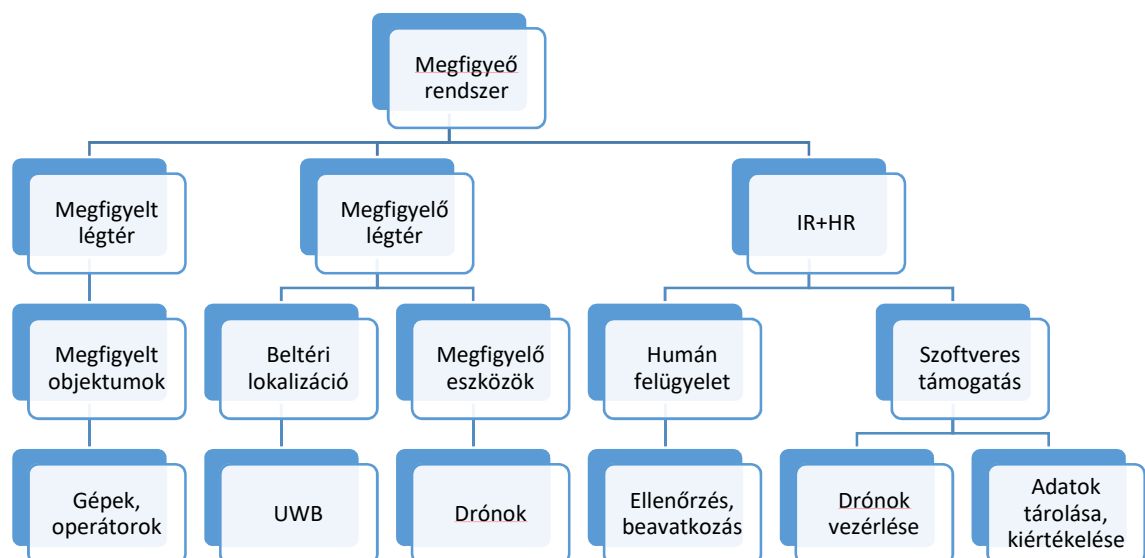 Megfigyeő
rendszer
Megfigyelt
légtér
Megfigyelő
légtér
IR+HR
Megfigyelt
objektumok
Beltéri
lokalizáció
Megfigyelő
eszközök
Humán
felügyelet
Szoftveres
támogatás
Gépek,
operátorok
UWB
Drónok
Ellenőrzés,
beavatkozás
Drónok
vezérlése
Adatok
tárolása,
kiértékelése